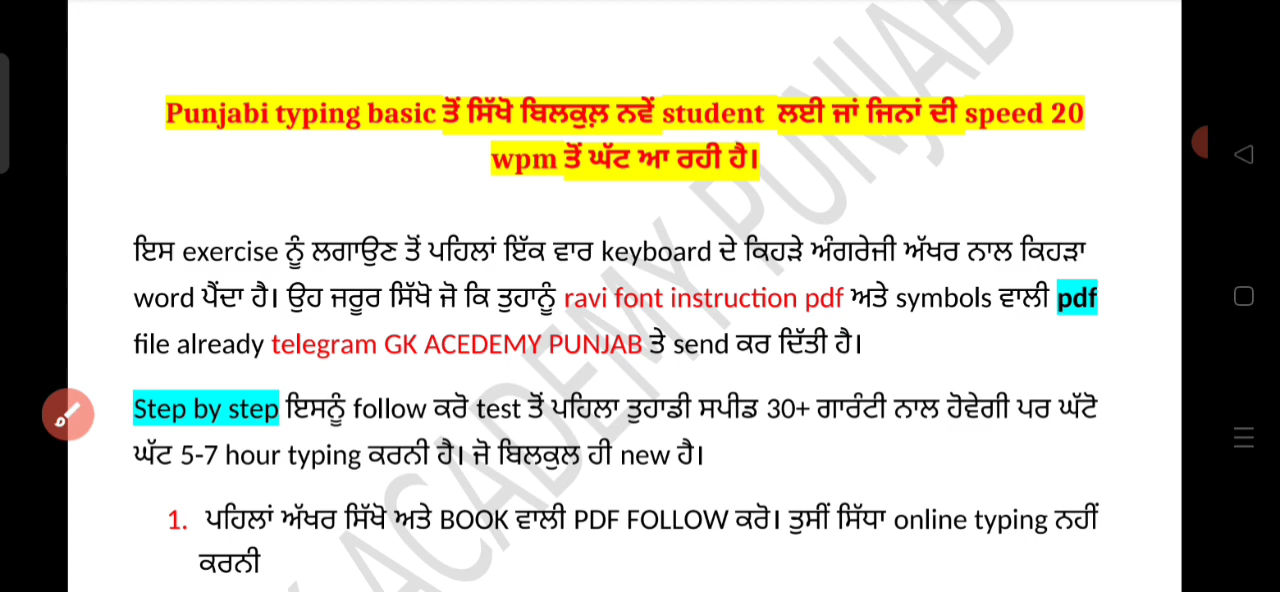 Punjabi typing basic ਤੋਂ ਸਿੱਖੋ ਬਿਲਕੁਲ਼ ਨਵੇਂ student ਲਈ ਜਾਂ ਜਿਨਾਂ ਦੀ speed 20
wpm ਤੋਂ ਘੱਟ ਆ ਰਹੀ ਹੈ।
ਇਸ exercise ਨੂੰ ਲਗਾਉਣ ਤੋਂ ਪਹਿਲਾਂ ਇੱਕ ਵਾਰ keyboard ਦੇ ਕਿਹੜੇ ਅੰਗਰੇਜੀ ਅੱਖਰ ਨਾਲ ਕਿਹੜਾ
word ਪੈਂਦਾ ਹੈ। ਉਹ ਜਰੂਰ ਸਿੱਖੋ ਜੋ ਕਿ ਤੁਹਾਨੂੰ ravi font instruction pdf ਅਤੇ symbols ਵਾਲੀ pdf
file already telegram GK ACEDEMY PUNJAB ਤੇ send ਕਰ ਦਿੱਤੀ ਹੈ।
Step by step ਇਸਨੂੰ follow ਕਰੋ test ਤੋਂ ਪਹਿਲਾ ਤੁਹਾਡੀ ਸਪੀਡ 30+ ਗਾਰੰਟੀ ਨਾਲ ਹੋਵੇਗੀ ਪਰ ਘੱਟੋ
ਘੱਟ 5-7 hour typing ਕਰਨੀ ਹੈ। ਜੋ ਬਿਲਕੁਲ ਹੀ new ਹੈ।
1. ਪਹਿਲਾਂ ਅੱਖਰ ਸਿੱਖੋ ਅਤੇ BOOK ਵਾਲੀ PDF FOLLOW ਕਰੋ। ਤੁਸੀਂ ਸਿੱਧਾ online typing ਨਹੀਂ
ਕਰਨੀ
K ACADEMY PUNJAB